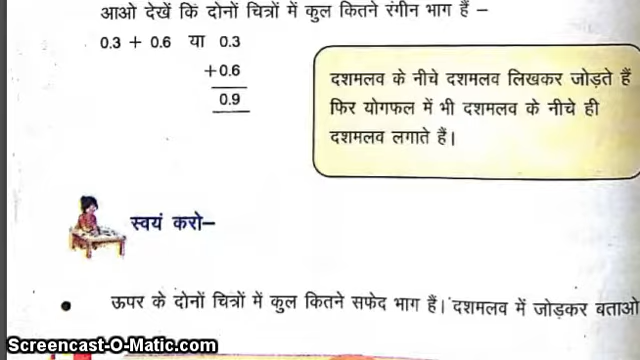 आओ देखें कि दोनों चित्रों में कुल कितने रंगीन भाग हैं –
0.3 + 0.6 या 0.3
+0.6
0.9
दशमलव के नीचे दशमलव लिखकर जोड़ते हैं
फिर योगफल में भी दशमलव के नीचे ही
दशमलव लगाते हैं।
स्वयं करो–
ऊपर के दोनों चित्रों में कुल कितने सफेद भाग हैं। दशमलव में जोड़कर बताओ
Screencast-O-Matic.com